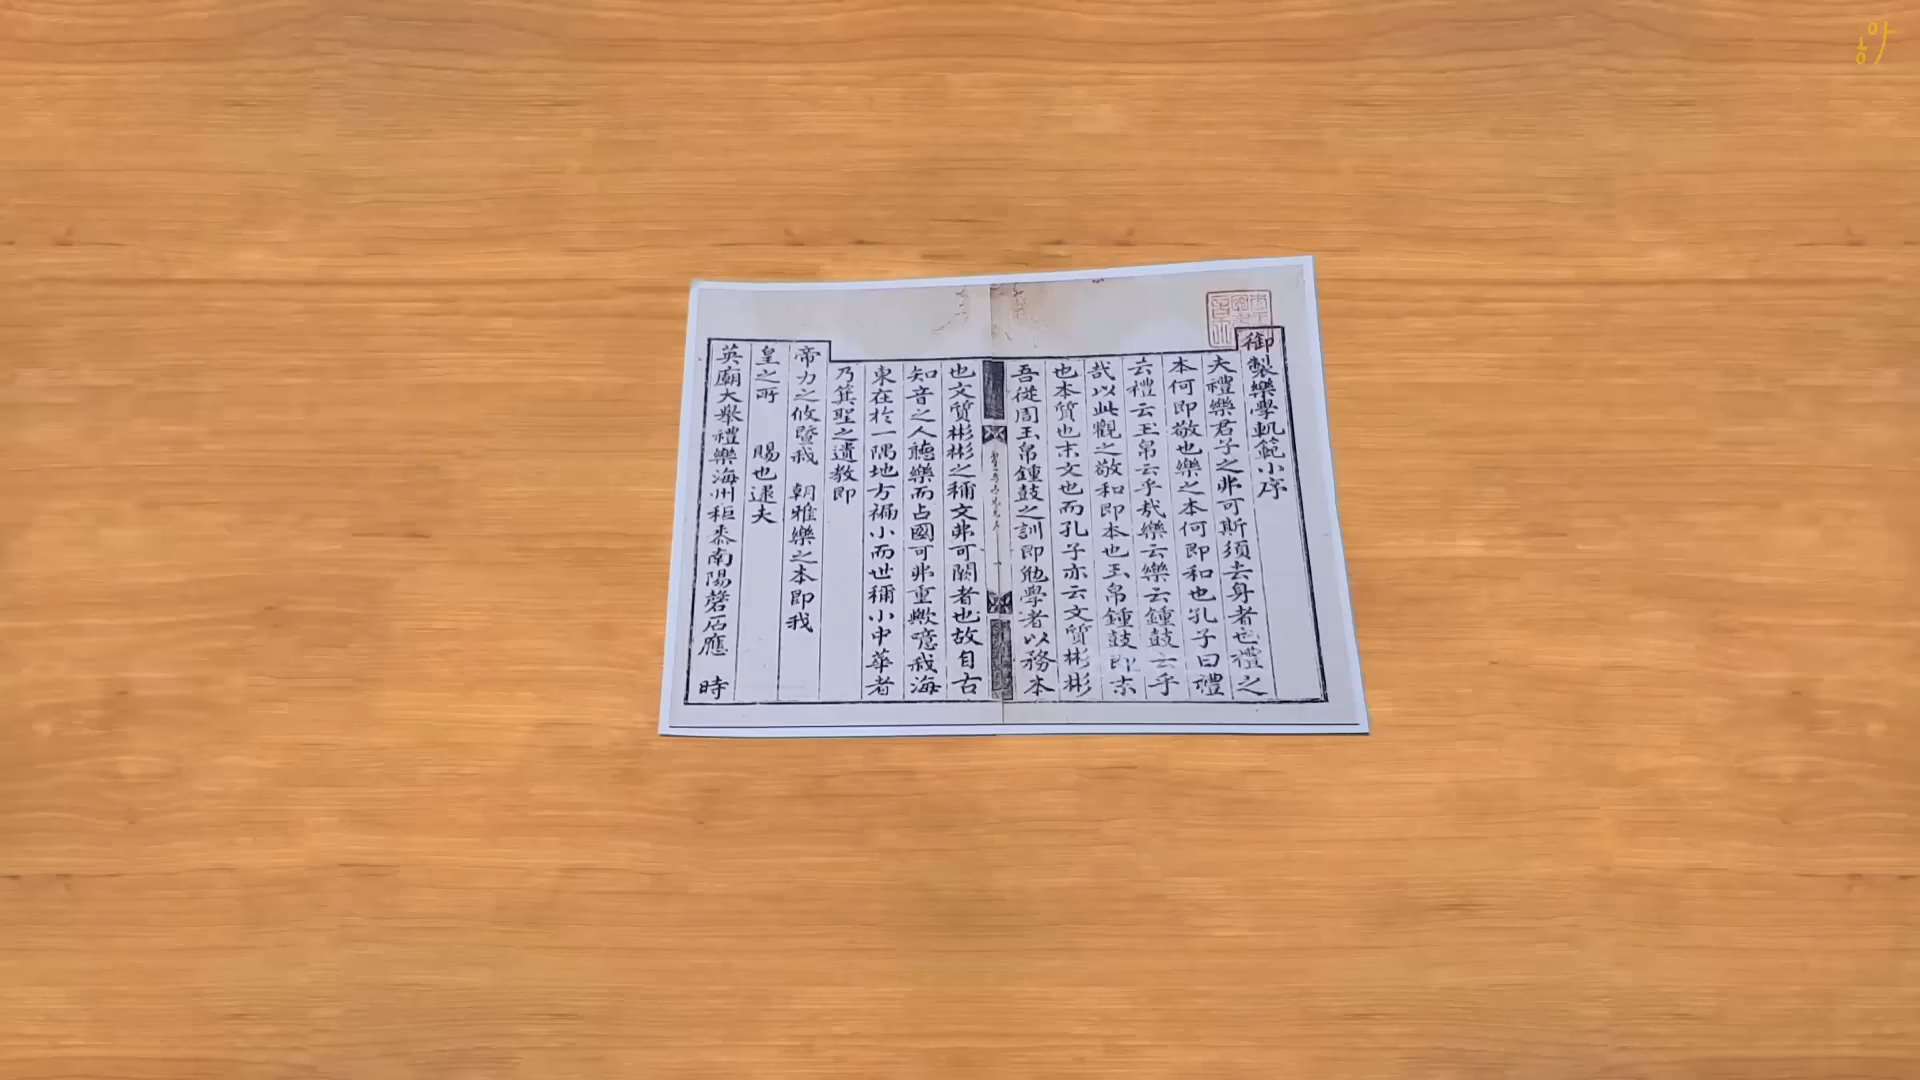 御製樂學軌範小序
夫禮樂君子之弗可斯須去身者也禮之
本何即敬也樂之本何即和也孔子曰禮
云禮云玉帛云乎哉樂云樂云鍾鼓云乎
哉以此觀之敬和即本也玉帛鍾鼓即末
也本質也末文也而孔子亦云文質彬彬
吾從周玉帛鍾鼓之訓即勉學者以務本
也文質彬彬之稱文弗可闕者也故自古
知音之人聽樂而占國可弗重歟噫我海
東在於一隅地方褊小而世稱小中華者
乃箕聖之遺教即
帝力之攸曁我 朝雅樂之本即我
皇之所 賜也逮夫
英廟大擧禮樂海州秬黍南陽磬石應 時